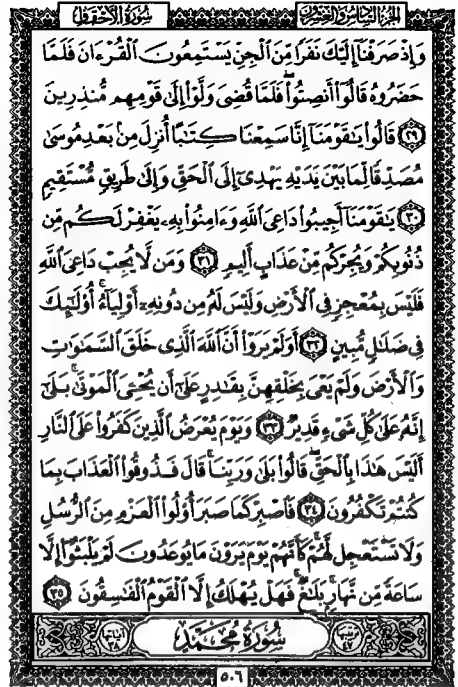 الجزء السادس والعشرون سورة الأحقاف
وَإِذْ صَرَفْنَآ إِلَيْكَ نَفَرًا مِّنَ ٱلْجِنِّ يَسْتَمِعُونَ ٱلْقُرْءَانَ فَلَمَّا
حَضَرُوهُ قَالُوٓا۟ أَنصِتُوا۟ ۖ فَلَمَّا قُضِىَ وَلَّوْا۟ إِلَىٰ قَوْمِهِم مُّنذِرِينَ
٢٩ قَالُوا۟ يَـٰقَوْمَنَآ إِنَّا سَمِعْنَا كِتَـٰبًا أُنزِلَ مِنۢ بَعْدِ مُوسَىٰ
مُصَدِّقًا لِّمَا بَيْنَ يَدَيْهِ يَهْدِىٓ إِلَى ٱلْحَقِّ وَإِلَىٰ طَرِيقٍ مُّسْتَقِيمٍ
٣٠ يَـٰقَوْمَنَآ أَجِيبُوا۟ دَاعِىَ ٱللَّهِ وَءَامِنُوا۟ بِهِۦ يَغْفِرْ لَكُم مِّن
ذُنُوبِكُمْ وَيُجِرْكُم مِّنْ عَذَابٍ أَلِيمٍ ٣١ وَمَن لَّا يُجِبْ دَاعِىَ ٱللَّهِ
فَلَيْسَ بِمُعْجِزٍ فِى ٱلْأَرْضِ وَلَيْسَ لَهُۥ مِن دُونِهِۦٓ أَوْلِيَآءُ ۚ أُو۟لَـٰٓئِكَ
فِى ضَلَـٰلٍ مُّبِينٍ ٣٢ أَوَلَمْ يَرَوْا۟ أَنَّ ٱللَّهَ ٱلَّذِى خَلَقَ ٱلسَّمَـٰوَٰتِ
وَٱلْأَرْضَ وَلَمْ يَعْىَ بِخَلْقِهِنَّ بِقَـٰدِرٍ عَلَىٰٓ أَن يُحْـِۧىَ ٱلْمَوْتَىٰ ۚ بَلَىٰٓ
إِنَّهُۥ عَلَىٰ كُلِّ شَىْءٍ قَدِيرٌ ٣٣ وَيَوْمَ يُعْرَضُ ٱلَّذِينَ كَفَرُوا۟ عَلَى ٱلنَّارِ
أَلَيْسَ هَـٰذَا بِٱلْحَقِّ ۖ قَالُوا۟ بَلَىٰ وَرَبِّنَا ۚ قَالَ فَذُوقُوا۟ ٱلْعَذَابَ بِمَا
كُنتُمْ تَكْفُرُونَ ٣٤ فَٱصْبِرْ كَمَا صَبَرَ أُو۟لُوا۟ ٱلْعَزْمِ مِنَ ٱلرُّسُلِ
وَلَا تَسْتَعْجِل لَّهُمْ ۚ كَأَنَّهُمْ يَوْمَ يَرَوْنَ مَا يُوعَدُونَ لَمْ يَلْبَثُوٓا۟ إِلَّا
سَاعَةً مِّن نَّهَارٍۭ ۚ بَلَـٰغٌ ۚ فَهَلْ يُهْلَكُ إِلَّا ٱلْقَوْمُ ٱلْفَـٰسِقُونَ ٣٥
ترتيبها ٤٧ سُورَةُ مُحَمَّدٍ آياتها ٣٨
٥٠٦